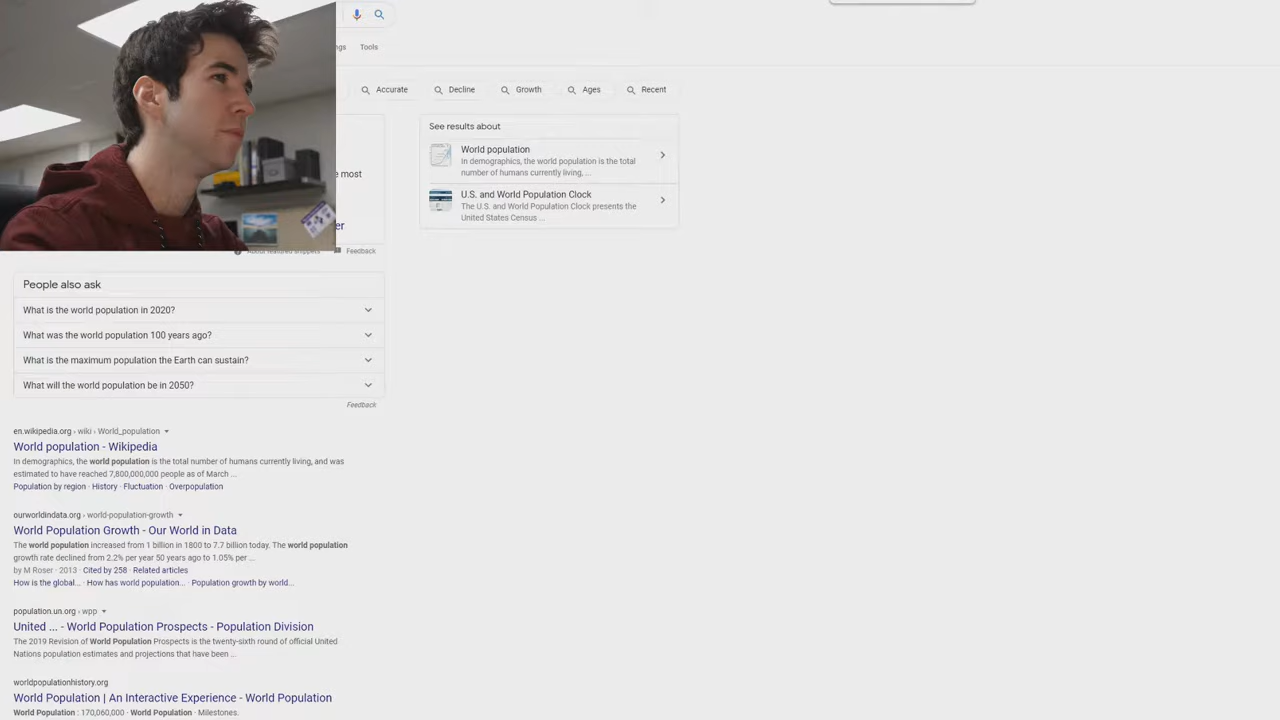 Tools
Accurate
Decline
Growth
Ages
Recent
See results about
World population
In demographics, the world population is the total
number of humans currently living, ...
U.S. and World Population Clock
The U.S. and World Population Clock presents the
United States Census ...
e most
er
About featured snippets
Feedback
People also ask
What is the world population in 2020?
What was the world population 100 years ago?
What is the maximum population the Earth can sustain?
What will the world population be in 2050?
Feedback
en.wikipedia.org › wiki › World_population
World population - Wikipedia
In demographics, the world population is the total number of humans currently living, and was
estimated to have reached 7,800,000,000 people as of March ...
Population by region · History · Fluctuation · Overpopulation
ourworldindata.org › world-population-growth
World Population Growth - Our World in Data
The world population increased from 1 billion in 1800 to 7.7 billion today. The world population
growth rate declined from 2.2% per year 50 years ago to 1.05% per ...
by M Roser · 2013 · Cited by 258 · Related articles
How is the global... · How has world population... · Population growth by world...
population.un.org › wpp
United ... - World Population Prospects - Population Division
The 2019 Revision of World Population Prospects is the twenty-sixth round of official United
Nations population estimates and projections that have been ...
worldpopulationhistory.org
World Population | An Interactive Experience - World Population
World Population : 170,060,000 · World Population · Milestones.